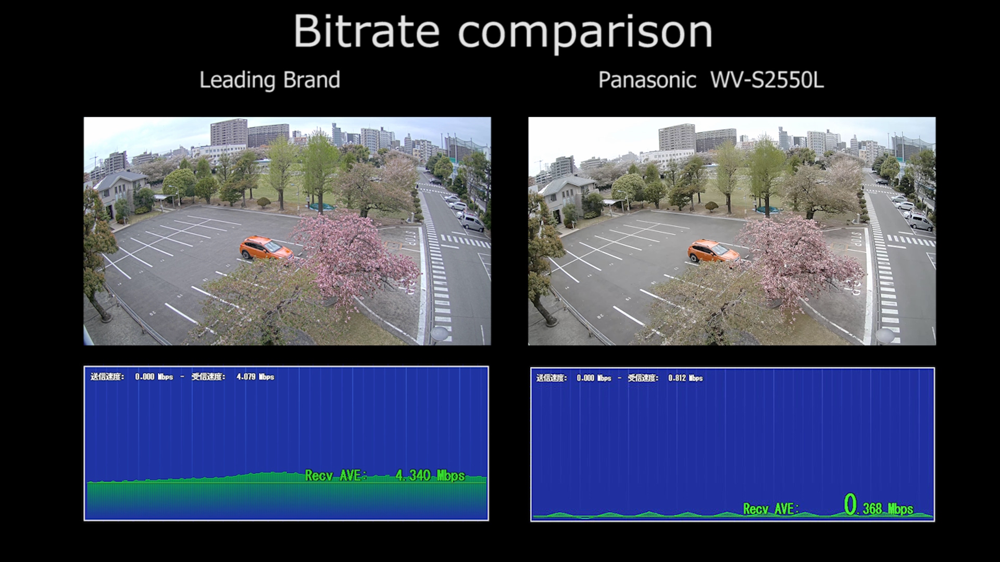 Bitrate comparison
Leading Brand
Panasonic WV-S2550L
STOP
STOP
送信速度: 0.000 Mbps - 受信速度: 4.079 Mbps
Recv AVE: 4.340 Mbps
送信速度: 0.000 Mbps - 受信速度: 0.812 Mbps
Recv AVE: 0.368 Mbps